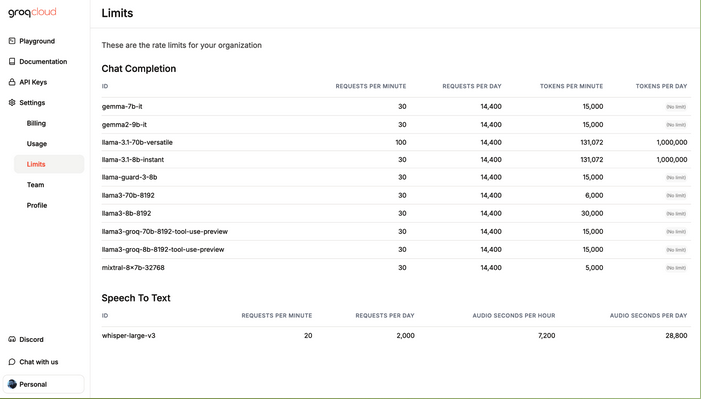 groqcloud
Limits
Playground
Documentation
API Keys
Settings
Billing
Usage
Limits
Team
Profile
Discord
Chat with us
Personal
These are the rate limits for your organization
Chat Completion
ID REQUESTS PER MINUTE REQUESTS PER DAY TOKENS PER MINUTE TOKENS PER DAY
gemma-7b-it 30 14,400 15,000 (No limit)
gemma2-9b-it 30 14,400 15,000 (No limit)
llama-3.1-70b-versatile 100 14,400 131,072 1,000,000
llama-3.1-8b-instant 30 14,400 131,072 1,000,000
llama-guard-3-8b 30 14,400 15,000 (No limit)
llama3-70b-8192 30 14,400 6,000 (No limit)
llama3-8b-8192 30 14,400 30,000 (No limit)
llama3-groq-70b-8192-tool-use-preview 30 14,400 15,000 (No limit)
llama3-groq-8b-8192-tool-use-preview 30 14,400 15,000 (No limit)
mixtral-8x7b-32768 30 14,400 5,000 (No limit)
Speech To Text
ID REQUESTS PER MINUTE REQUESTS PER DAY AUDIO SECONDS PER HOUR AUDIO SECONDS PER DAY
whisper-large-v3 20 2,000 7,200 28,800